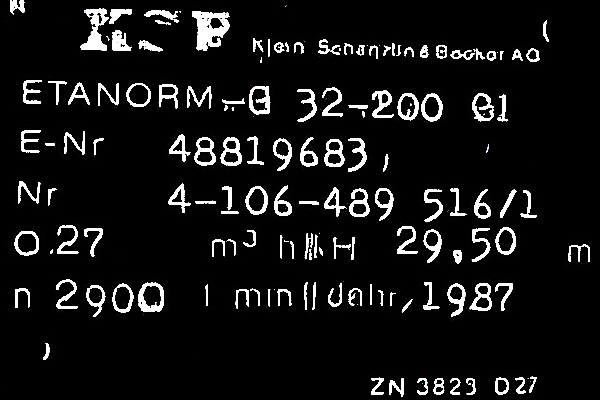 KSB Klein Schanzlin & Becker AG
ETANORM-G 32-200 G1
E-Nr 48819683,
Nr 4-106-489 516/1
0.27 m³ h H 29,50 m
n 2900 1 min Jahr 1987
ZN 3823 D27